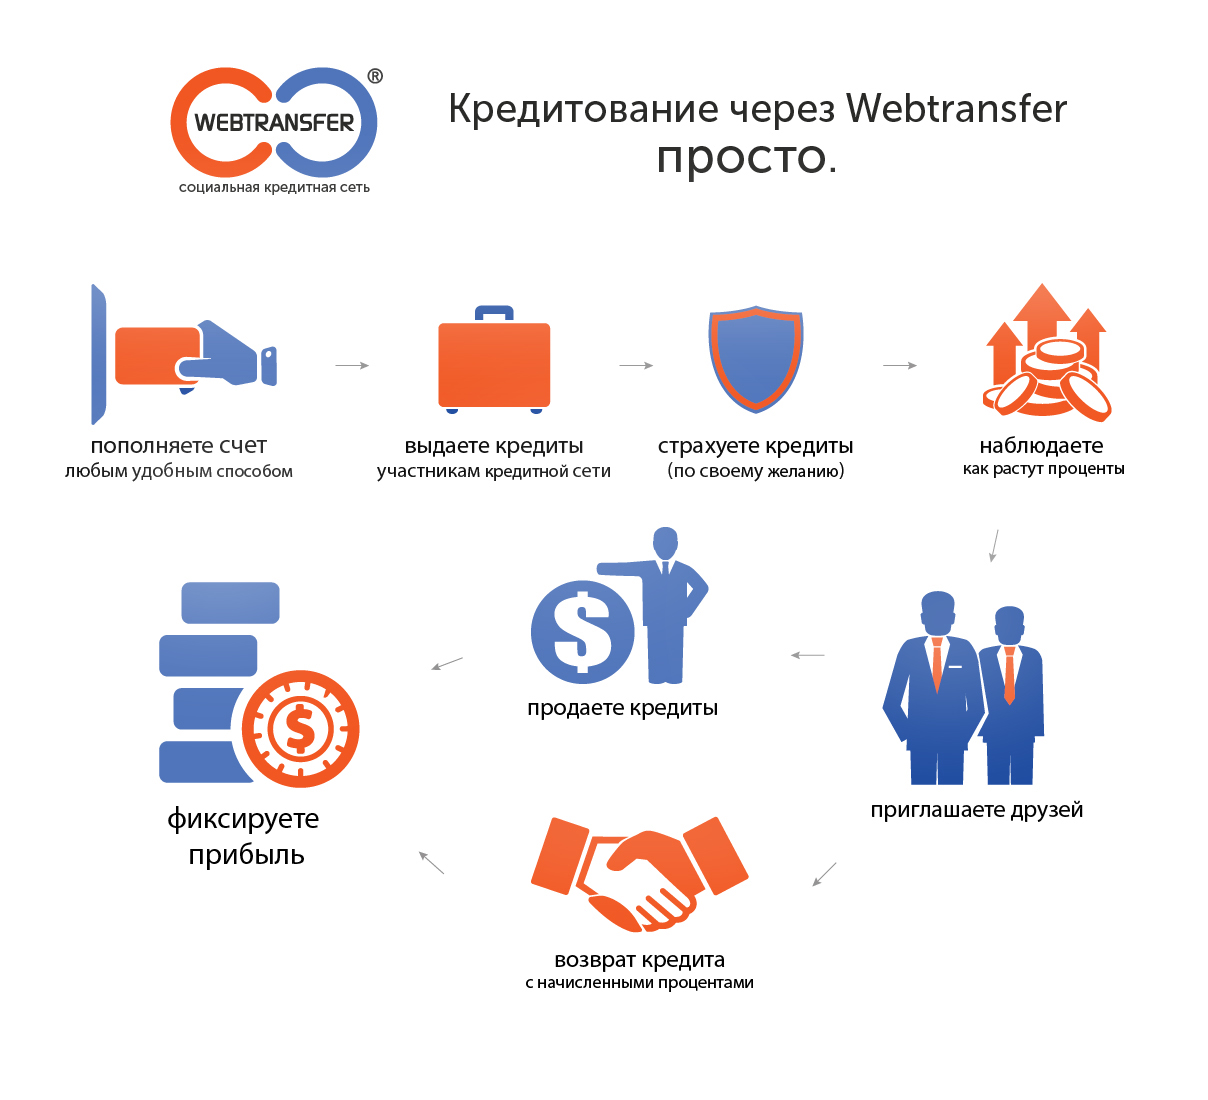 WEBTRANSFER ®
социальная кредитная сеть
Кредитование через Webtransfer
просто.
пополняете счет
любым удобным способом
выдаете кредиты
участникам кредитной сети
страхуете кредиты
(по своему желанию)
наблюдаете
как растут проценты
приглашаете друзей
$
продаете кредиты
возврат кредита
с начисленными процентами
$
фиксируете
прибыль